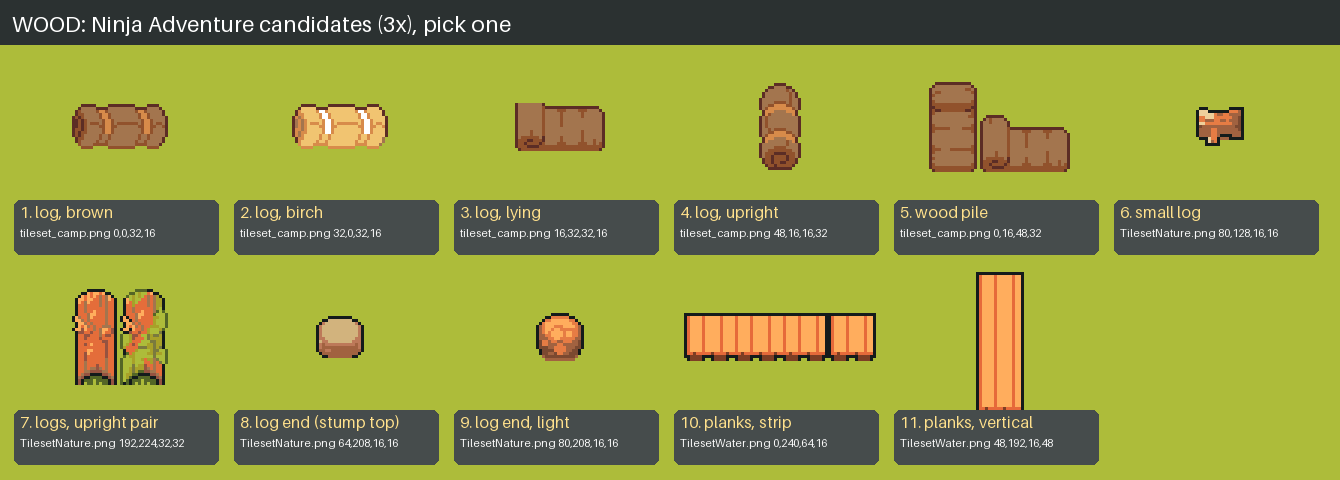 WOOD: Ninja Adventure candidates (3x), pick one
1. log, brown
tileset_camp.png 0,0,32,16
2. log, birch
tileset_camp.png 32,0,32,16
3. log, lying
tileset_camp.png 16,32,32,16
4. log, upright
tileset_camp.png 48,16,16,32
5. wood pile
tileset_camp.png 0,16,48,32
6. small log
TilesetNature.png 80,128,16,16
7. logs, upright pair
TilesetNature.png 192,224,32,32
8. log end (stump top)
TilesetNature.png 64,208,16,16
9. log end, light
TilesetNature.png 80,208,16,16
10. planks, strip
TilesetWater.png 0,240,64,16
11. planks, vertical
TilesetWater.png 48,192,16,48